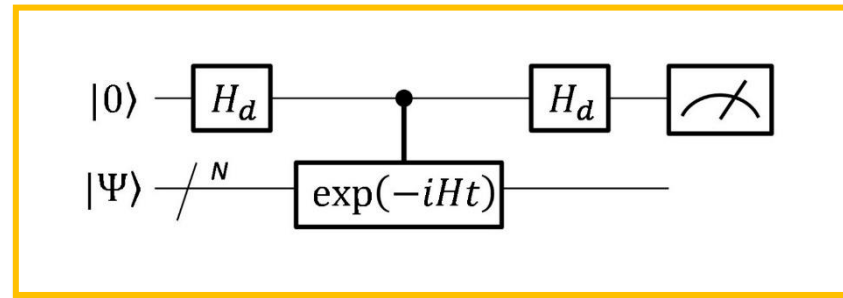 |0⟩ H_d H_d
|Ψ⟩ N exp(−iHt)